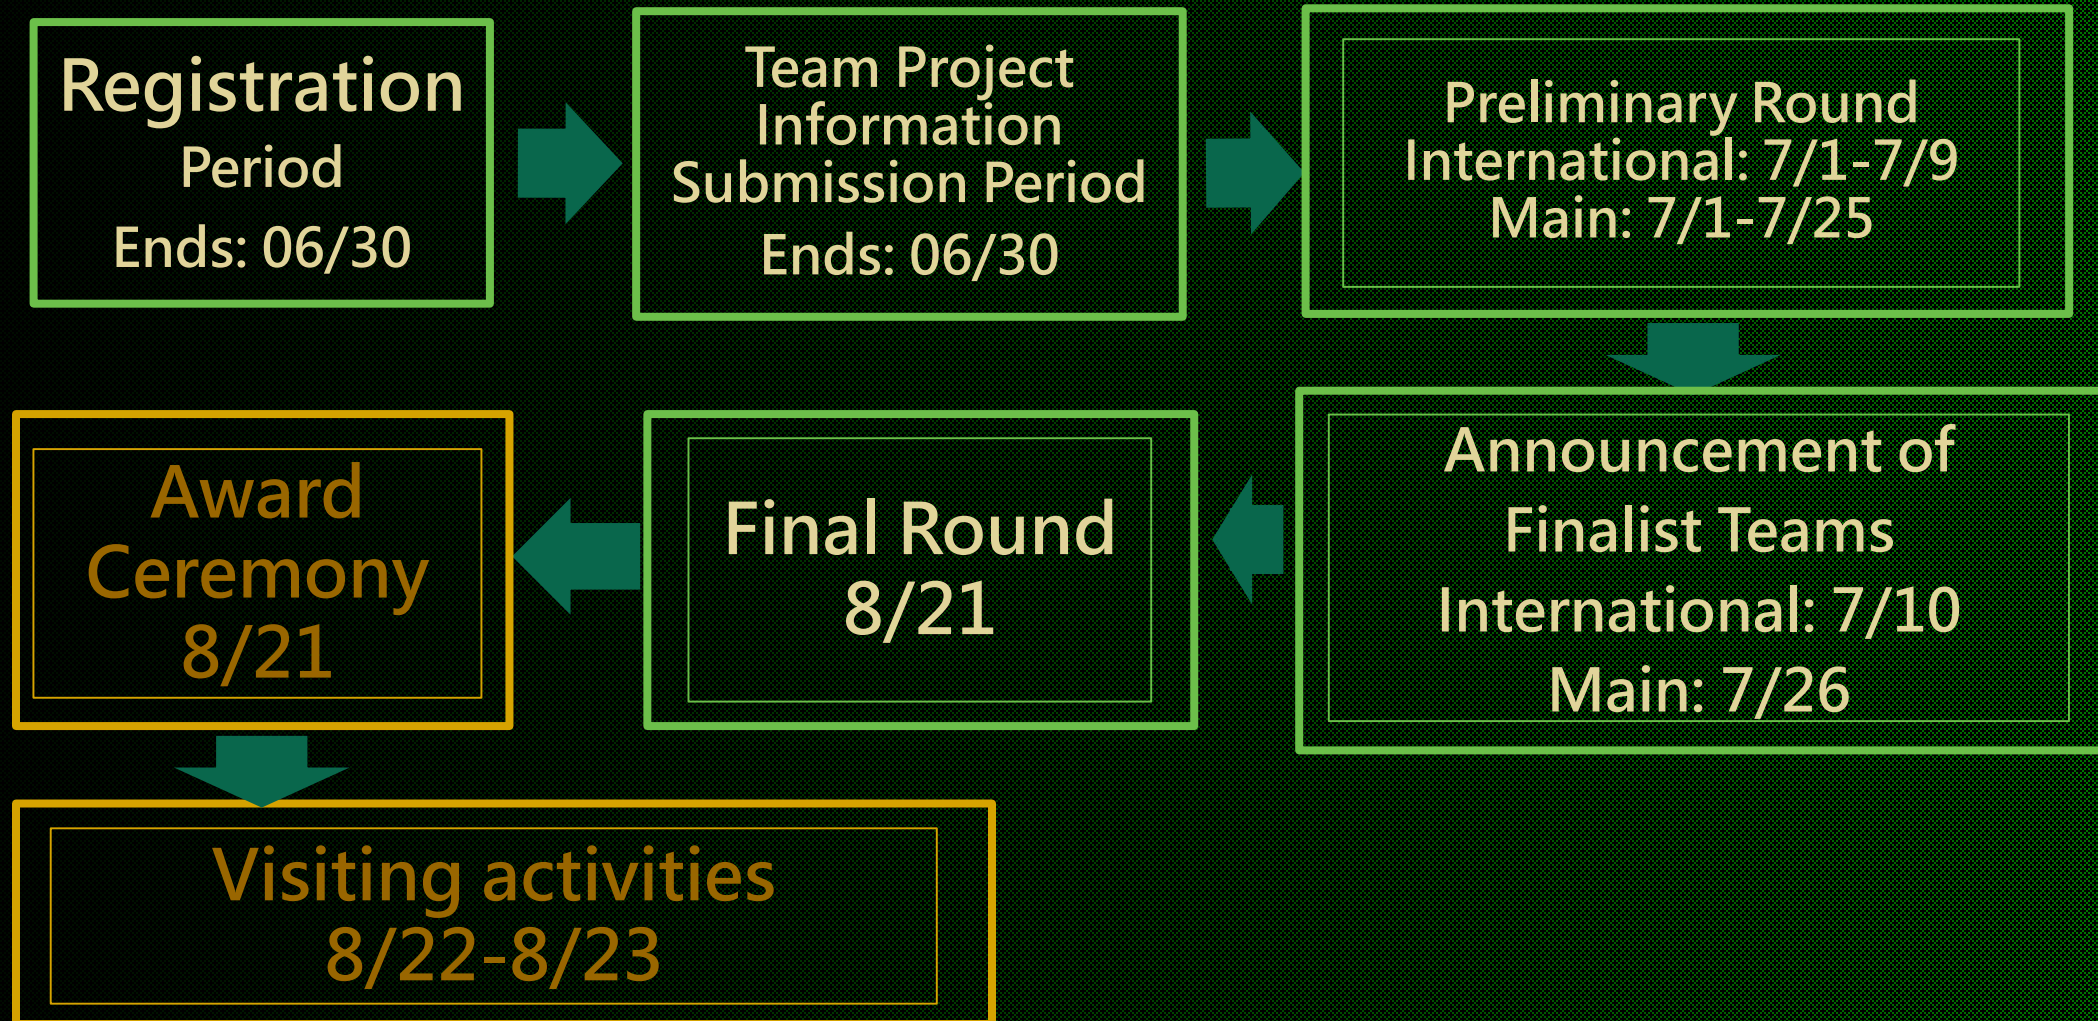 Registration
Period
Ends: 06/30
Team Project
Information
Submission Period
Ends: 06/30
Preliminary Round
International: 7/1-7/9
Main: 7/1-7/25
Announcement of
Finalist Teams
International: 7/10
Main: 7/26
Final Round
8/21
Award
Ceremony
8/21
Visiting activities
8/22-8/23